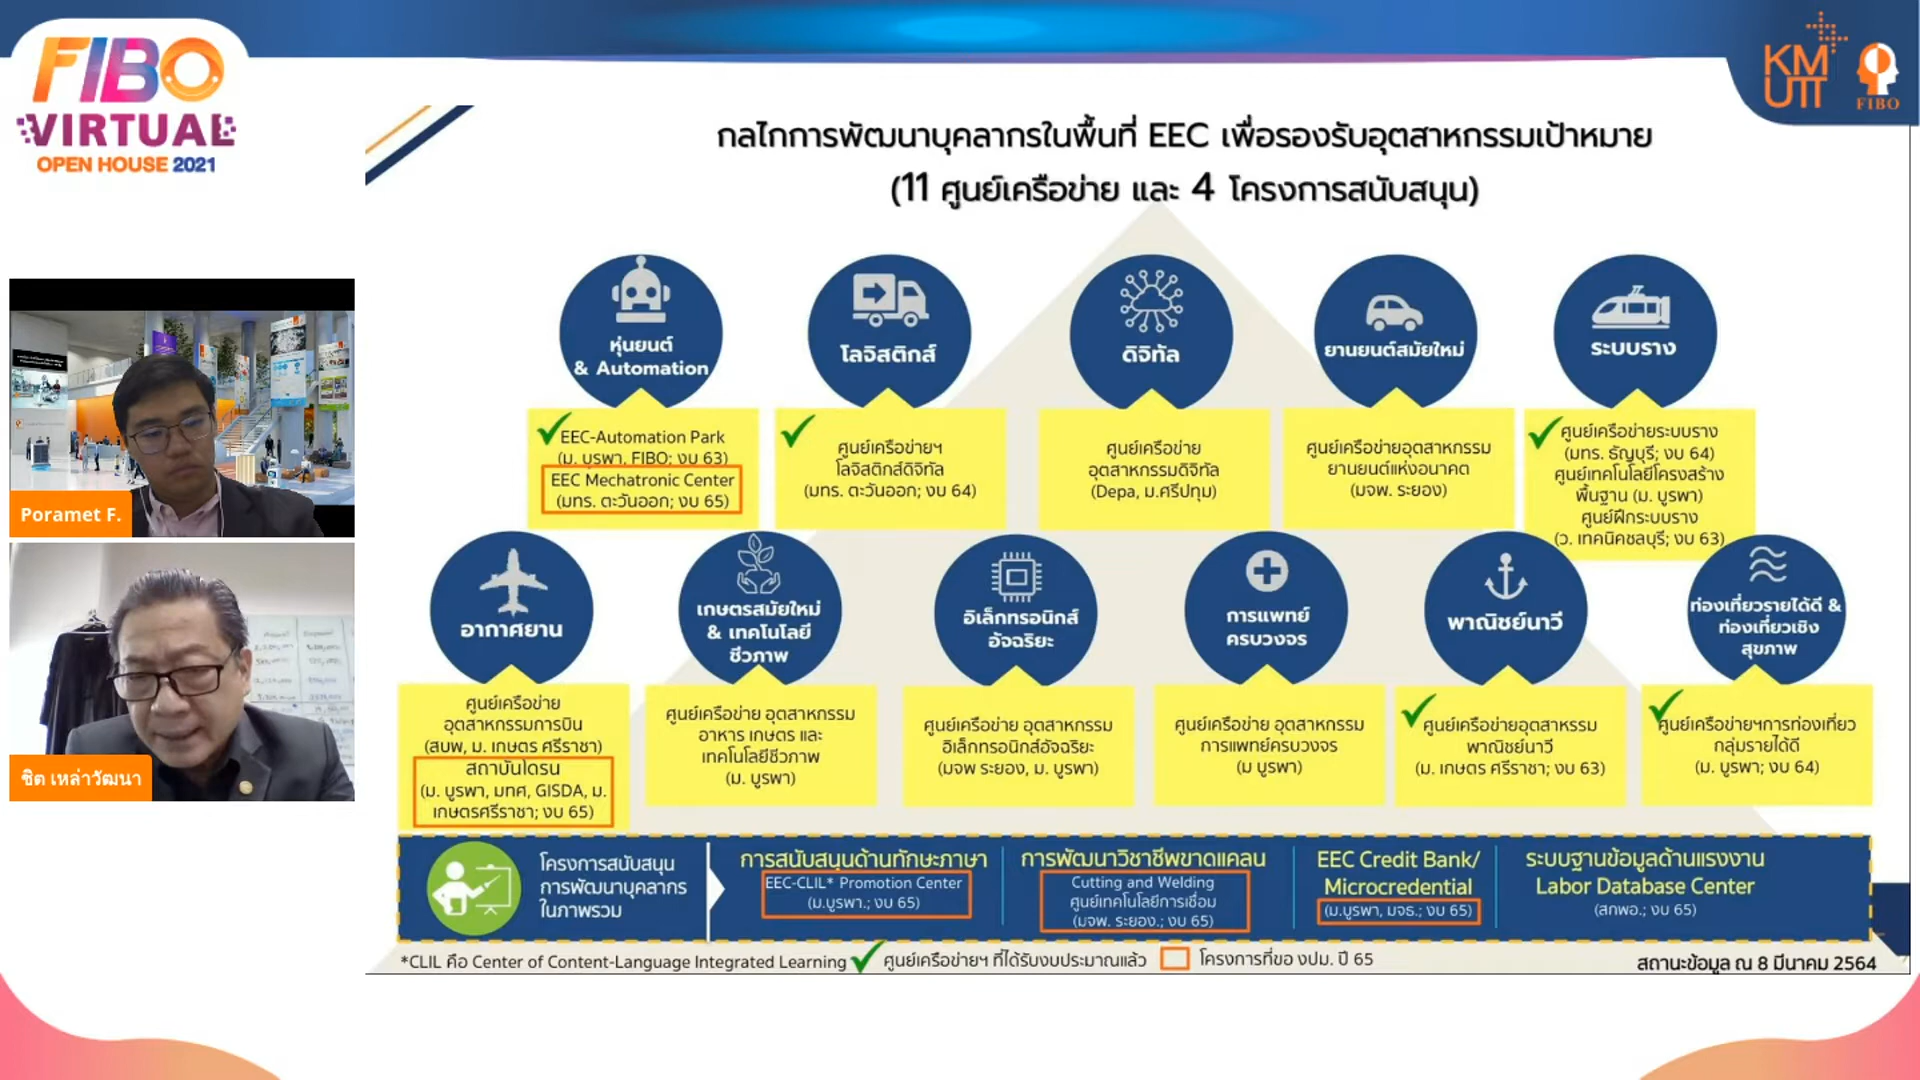 FIBO
VIRTUAL
OPEN HOUSE 2021
KM
UTT
FIBO
กลไกการพัฒนาบุคลากรในพื้นที่ EEC เพื่อรองรับอุตสาหกรรมเป้าหมาย
(11 ศูนย์เครือข่าย และ 4 โครงการสนับสนุน)
หุ่นยนต์
& Automation
โลจิสติกส์
ดิจิทัล
ยานยนต์สมัยใหม่
ระบบราง
EEC-Automation Park
(ม. บูรพา, FIBO; งบ 63)
EEC Mechatronic Center
(มทร. ตะวันออก; งบ 65)
ศูนย์เครือข่ายฯ
โลจิสติกส์ดิจิทัล
(มทร. ตะวันออก; งบ 64)
ศูนย์เครือข่าย
อุตสาหกรรมดิจิทัล
(Depa, ม.ศรีปทุม)
ศูนย์เครือข่ายอุตสาหกรรม
ยานยนต์แห่งอนาคต
(มจพ. ระยอง)
ศูนย์เครือข่ายระบบราง
(มทร. ธัญบุรี; งบ 64)
ศูนย์เทคโนโลยีโครงสร้าง
พื้นฐาน (ม. บูรพา)
ศูนย์ฝึกระบบราง
(ว. เทคนิคชลบุรี; งบ 63)
Poramet F.
ชิต เหล่าวัฒนา
อากาศยาน
เกษตรสมัยใหม่
& เทคโนโลยี
ชีวภาพ
อิเล็กทรอนิกส์
อัจฉริยะ
การแพทย์
ครบวงจร
พาณิชย์นาวี
ท่องเที่ยวรายได้ดี &
ท่องเที่ยวเชิง
สุขภาพ
ศูนย์เครือข่าย
อุตสาหกรรมการบิน
(สบพ, ม. เกษตร ศรีราชา)
สถาบันโดรน
(ม. บูรพา, มทศ, GISDA, ม.
เกษตรศรีราชา; งบ 65)
ศูนย์เครือข่าย อุตสาหกรรม
อาหาร เกษตร และ
เทคโนโลยีชีวภาพ
(ม. บูรพา)
ศูนย์เครือข่าย อุตสาหกรรม
อิเล็กทรอนิกส์อัจฉริยะ
(มจพ ระยอง, ม. บูรพา)
ศูนย์เครือข่าย อุตสาหกรรม
การแพทย์ครบวงจร
(ม บูรพา)
ศูนย์เครือข่ายอุตสาหรรม
พาณิชย์นาวี
(ม. เกษตร ศรีราชา; งบ 63)
ศูนย์เครือข่ายฯการท่องเที่ยว
กลุ่มรายได้ดี
(ม. บูรพา; งบ 64)
โครงการสนับสนุน
การพัฒนาบุคลากร
ในภาพรวม
การสนับสนุนด้านทักษะภาษา
EEC-CLIL* Promotion Center
(ม.บูรพา.; งบ 65)
การพัฒนาวิชาชีพขาดแคลน
Cutting and Welding
ศูนย์เทคโนโลยีการเชื่อม
(มจพ. ระยอง.; งบ 65)
EEC Credit Bank/
Microcredential
(ม.บูรพา, มจธ.; งบ 65)
ระบบฐานข้อมูลด้านแรงงาน
Labor Database Center
(สกพอ.; งบ 65)
*CLIL คือ Center of Content-Language Integrated Learning
ศูนย์เครือข่ายฯ ที่ได้รับงบประมาณแล้ว
โครงการที่ขอ งปม. ปี 65
สถานะข้อมูล ณ 8 มีนาคม 2564